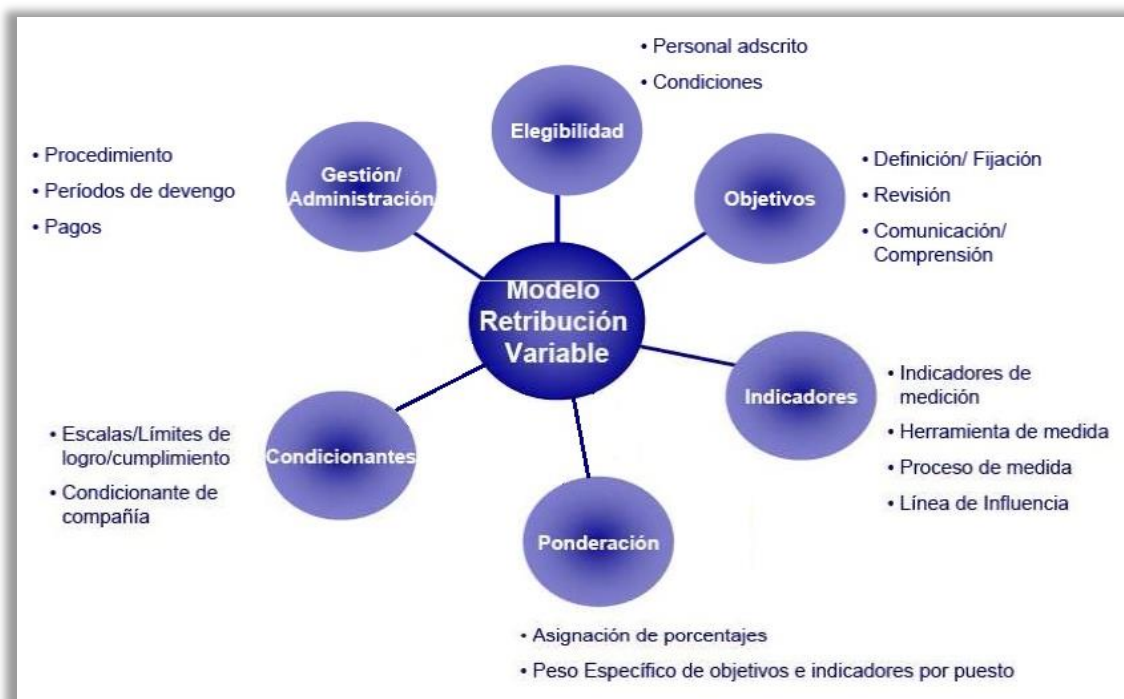 • Personal adscrito
• Condiciones
Elegibilidad
• Procedimiento
• Períodos de devengo
• Pagos
Gestión/
Administración
Objetivos
• Definición/ Fijación
• Revisión
• Comunicación/
Comprensión
Modelo
Retribución
Variable
Indicadores
• Indicadores de
medición
• Herramienta de medida
• Proceso de medida
• Línea de Influencia
• Escalas/Límites de
logro/cumplimiento
• Condicionante de
compañía
Condicionantes
Ponderación
• Asignación de porcentajes
• Peso Específico de objetivos e indicadores por puesto